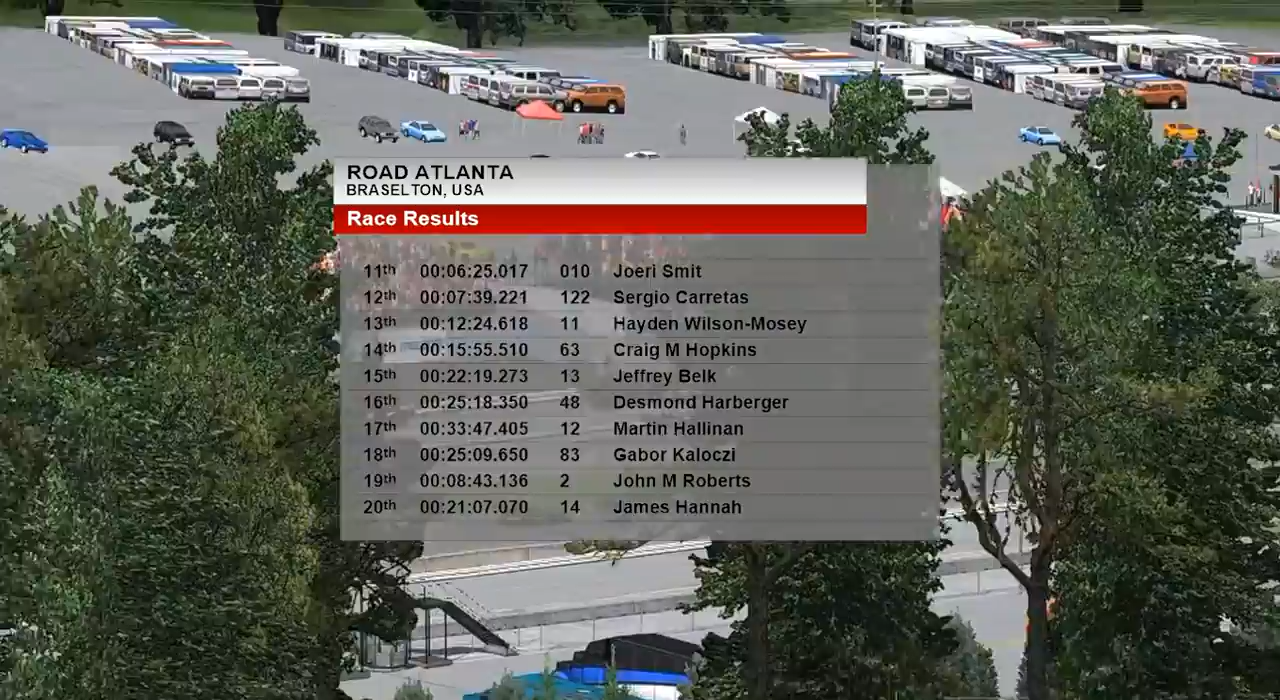 ROAD ATLANTA
BRASELTON, USA
Race Results
11th 00:06:25.017 010 Joeri Smit
12th 00:07:39.221 122 Sergio Carretas
13th 00:12:24.618 11 Hayden Wilson-Mosey
14th 00:15:55.510 63 Craig M Hopkins
15th 00:22:19.273 13 Jeffrey Belk
16th 00:25:18.350 48 Desmond Harberger
17th 00:33:47.405 12 Martin Hallinan
18th 00:25:09.650 83 Gabor Kaloczi
19th 00:08:43.136 2 John M Roberts
20th 00:21:07.070 14 James Hannah